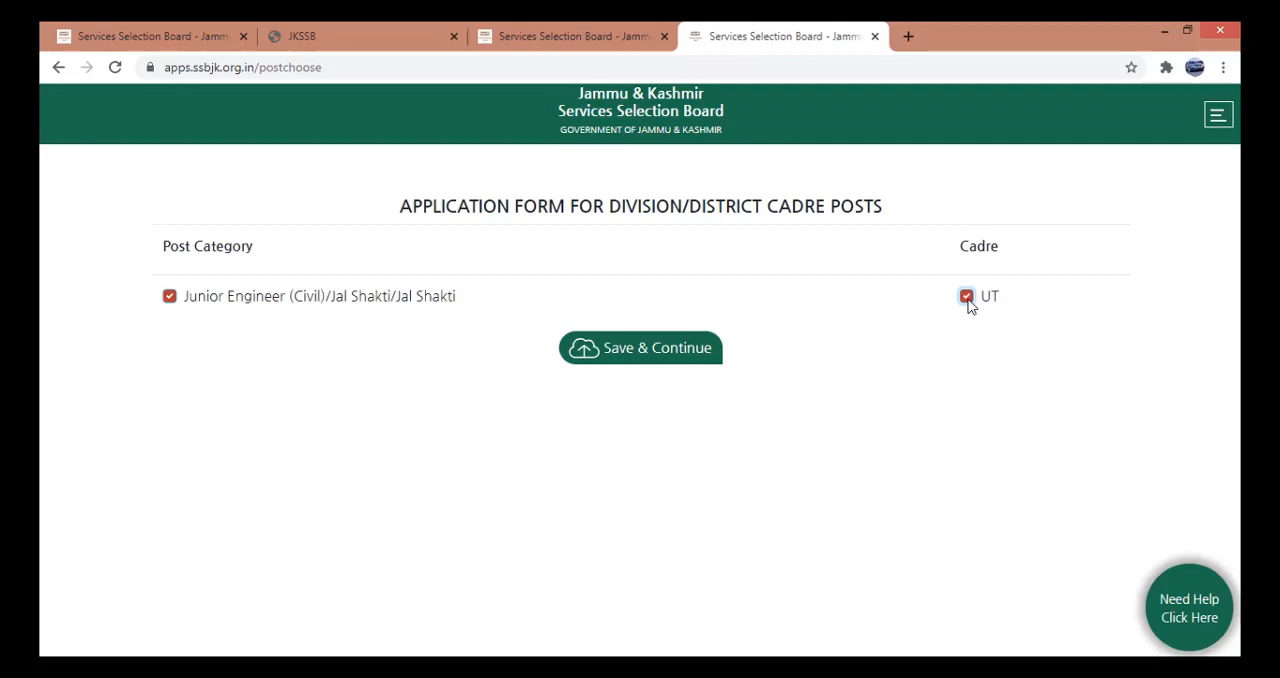 Services Selection Board - Jamm
JKSSB
Services Selection Board - Jamm
Services Selection Board - Jamm
apps.ssbjk.org.in/postchoose
Jammu & Kashmir
Services Selection Board
GOVERNMENT OF JAMMU & KASHMIR
APPLICATION FORM FOR DIVISION/DISTRICT CADRE POSTS
Post Category Cadre
Junior Engineer (Civil)/Jal Shakti/Jal Shakti UT
Save & Continue
Need Help
Click Here